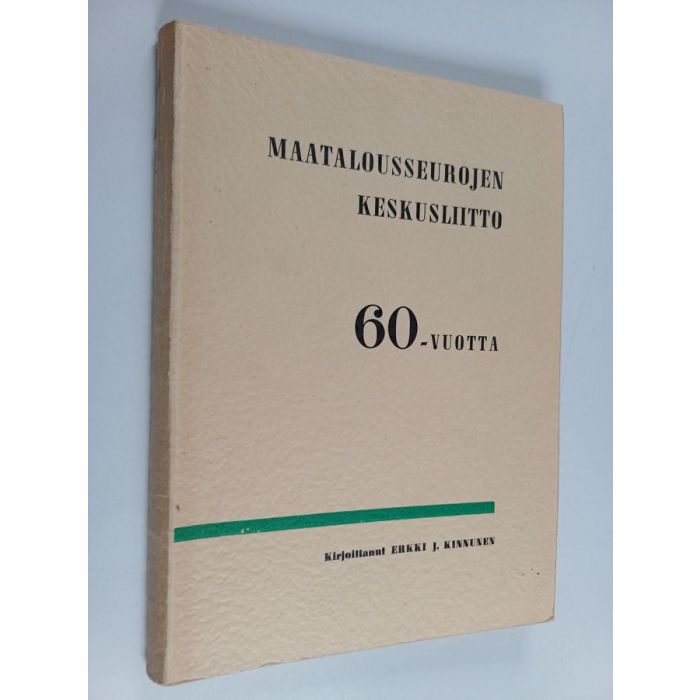 MAATALOUSSEUROJEN
KESKUSLIITTO
60-VUOTTA
Kirjoittanut ERKKI J. KINNUNEN